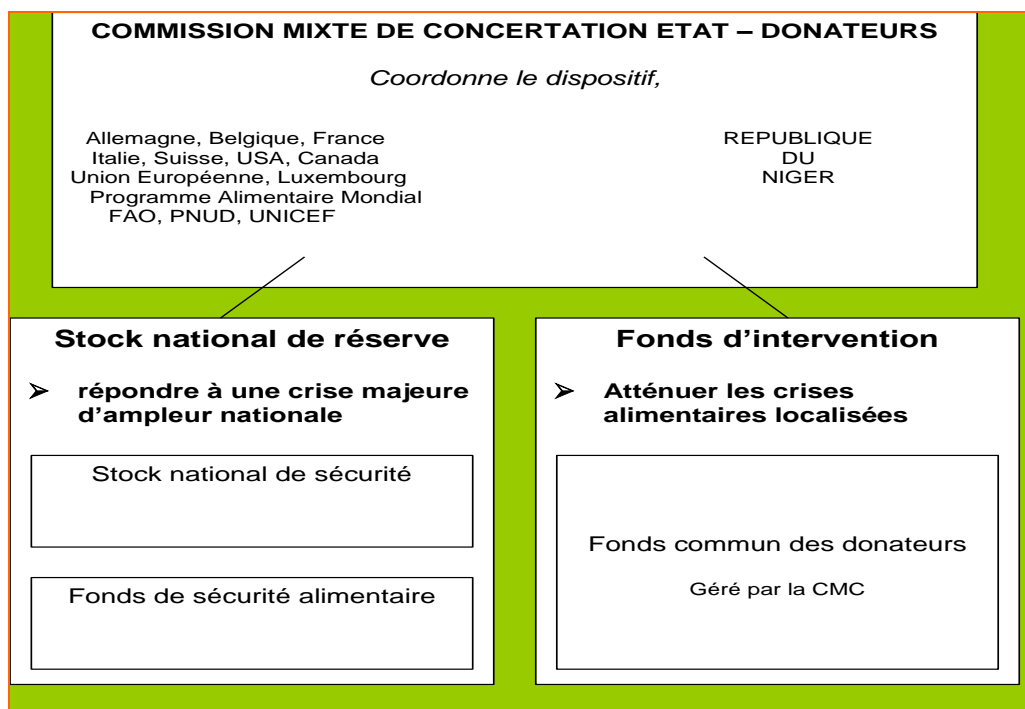 COMMISSION MIXTE DE CONCERTATION ETAT – DONATEURS
Coordonne le dispositif,
Allemagne, Belgique, France
Italie, Suisse, USA, Canada
Union Européenne, Luxembourg
Programme Alimentaire Mondial
FAO, PNUD, UNICEF
REPUBLIQUE
DU
NIGER
Stock national de réserve
➢ répondre à une crise majeure
d’ampleur nationale
Stock national de sécurité
Fonds de sécurité alimentaire
Fonds d’intervention
➢ Atténuer les crises
alimentaires localisées
Fonds commun des donateurs
Géré par la CMC